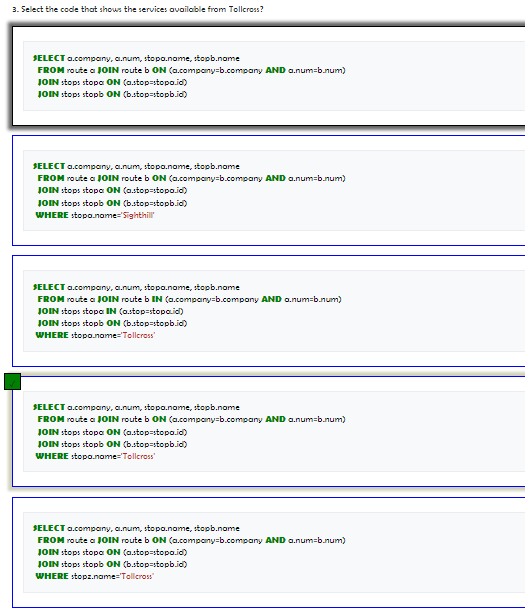 3. Select the code that shows the services available from Tollcross?
SELECT a.company, a.num, stopa.name, stopb.name
FROM route a JOIN route b ON (a.company=b.company AND a.num=b.num)
JOIN stops stopa ON (a.stop=stopa.id)
JOIN stops stopb ON (b.stop=stopb.id)
SELECT a.company, a.num, stopa.name, stopb.name
FROM route a JOIN route b ON (a.company=b.company AND a.num=b.num)
JOIN stops stopa ON (a.stop=stopa.id)
JOIN stops stopb ON (b.stop=stopb.id)
WHERE stopa.name='Sighthill'
SELECT a.company, a.num, stopa.name, stopb.name
FROM route a JOIN route b IN (a.company=b.company AND a.num=b.num)
JOIN stops stopa IN (a.stop=stopa.id)
JOIN stops stopb ON (b.stop=stopb.id)
WHERE stopa.name='Tollcross'
SELECT a.company, a.num, stopa.name, stopb.name
FROM route a JOIN route b ON (a.company=b.company AND a.num=b.num)
JOIN stops stopa ON (a.stop=stopa.id)
JOIN stops stopb ON (b.stop=stopb.id)
WHERE stopa.name='Tollcross'
SELECT a.company, a.num, stopa.name, stopb.name
FROM route a JOIN route b ON (a.company=b.company AND a.num=b.num)
JOIN stops stopa ON (a.stop=stopa.id)
JOIN stops stopb ON (b.stop=stopb.id)
WHERE stopz.name='Tollcross'